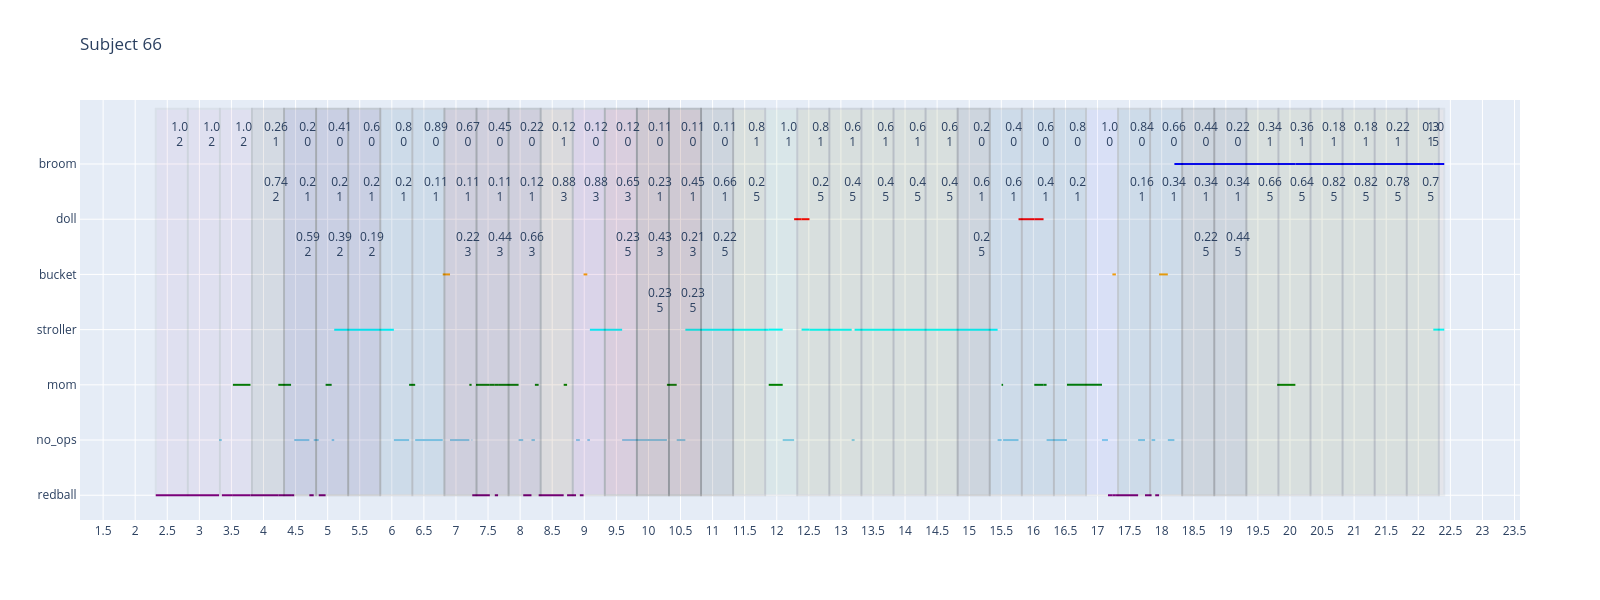 Subject 66
1.0 1.0 1.0 0.26 0.2 0.41 0.6 0.8 0.89 0.67 0.45 0.22 0.12 0.12 0.12 0.11 0.11 0.11 0.8 1.0 0.8 0.6 0.6 0.6 0.6 0.2 0.4 0.6 0.8 1.0 0.84 0.66 0.44 0.22 0.34 0.36 0.18 0.18 0.22
2 2 2 1 0 0 0 0 0 0 0 0 1 0 0 0 0 0 1 1 1 1 1 1 1 0 0 0 0 0 0 0 0 0 1 1 1 1 1
broom
0.74 0.2 0.2 0.2 0.2 0.11 0.11 0.11 0.12 0.88 0.88 0.65 0.23 0.45 0.66 0.2 0.2 0.4 0.4 0.4 0.4 0.6 0.6 0.4 0.2 0.16 0.34 0.34 0.34 0.66 0.64 0.82 0.82 0.78 0.7
2 1 1 1 1 1 1 1 1 3 3 3 1 1 1 5 5 5 5 5 5 1 1 1 1 1 1 1 1 5 5 5 5 5 5
doll
0.59 0.39 0.19 0.22 0.44 0.66 0.23 0.43 0.21 0.22 0.2 0.22 0.44
2 2 2 3 3 3 5 3 3 5 5 5 5
bucket
0.23 0.23
5 5
stroller
mom
no_ops
redball
1.5 2 2.5 3 3.5 4 4.5 5 5.5 6 6.5 7 7.5 8 8.5 9 9.5 10 10.5 11 11.5 12 12.5 13 13.5 14 14.5 15 15.5 16 16.5 17 17.5 18 18.5 19 19.5 20 20.5 21 21.5 22 22.5 23 23.5